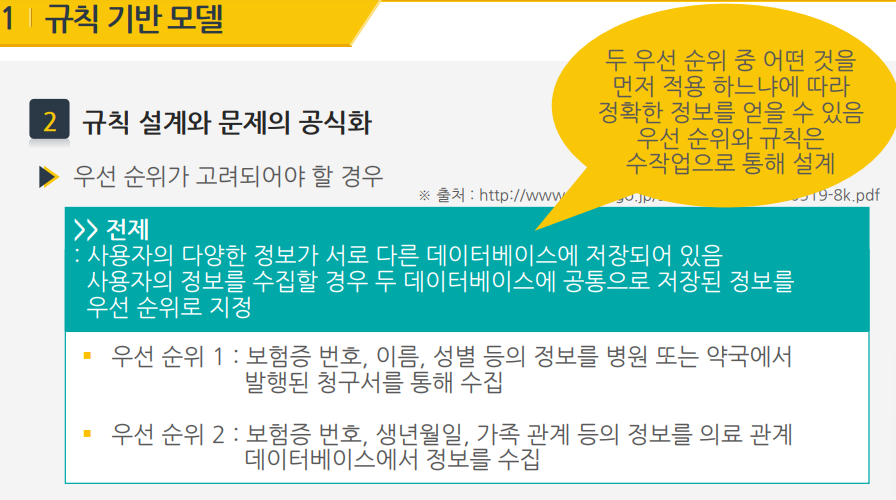 1 규칙 기반 모델
두 우선 순위 중 어떤 것을
먼저 적용 하느냐에 따라
정확한 정보를 얻을 수 있음
우선 순위와 규칙은
수작업으로 통해 설계
2 규칙 설계와 문제의 공식화
우선 순위가 고려되어야 할 경우
※ 출처 : http://www
>> 전제
: 사용자의 다양한 정보가 서로 다른 데이터베이스에 저장되어 있음
사용자의 정보를 수집할 경우 두 데이터베이스에 공통으로 저장된 정보를
우선 순위로 지정
우선 순위 1 : 보험증 번호, 이름, 성별 등의 정보를 병원 또는 약국에서
발행된 청구서를 통해 수집
우선 순위 2 : 보험증 번호, 생년월일, 가족 관계 등의 정보를 의료 관계
데이터베이스에서 정보를 수집